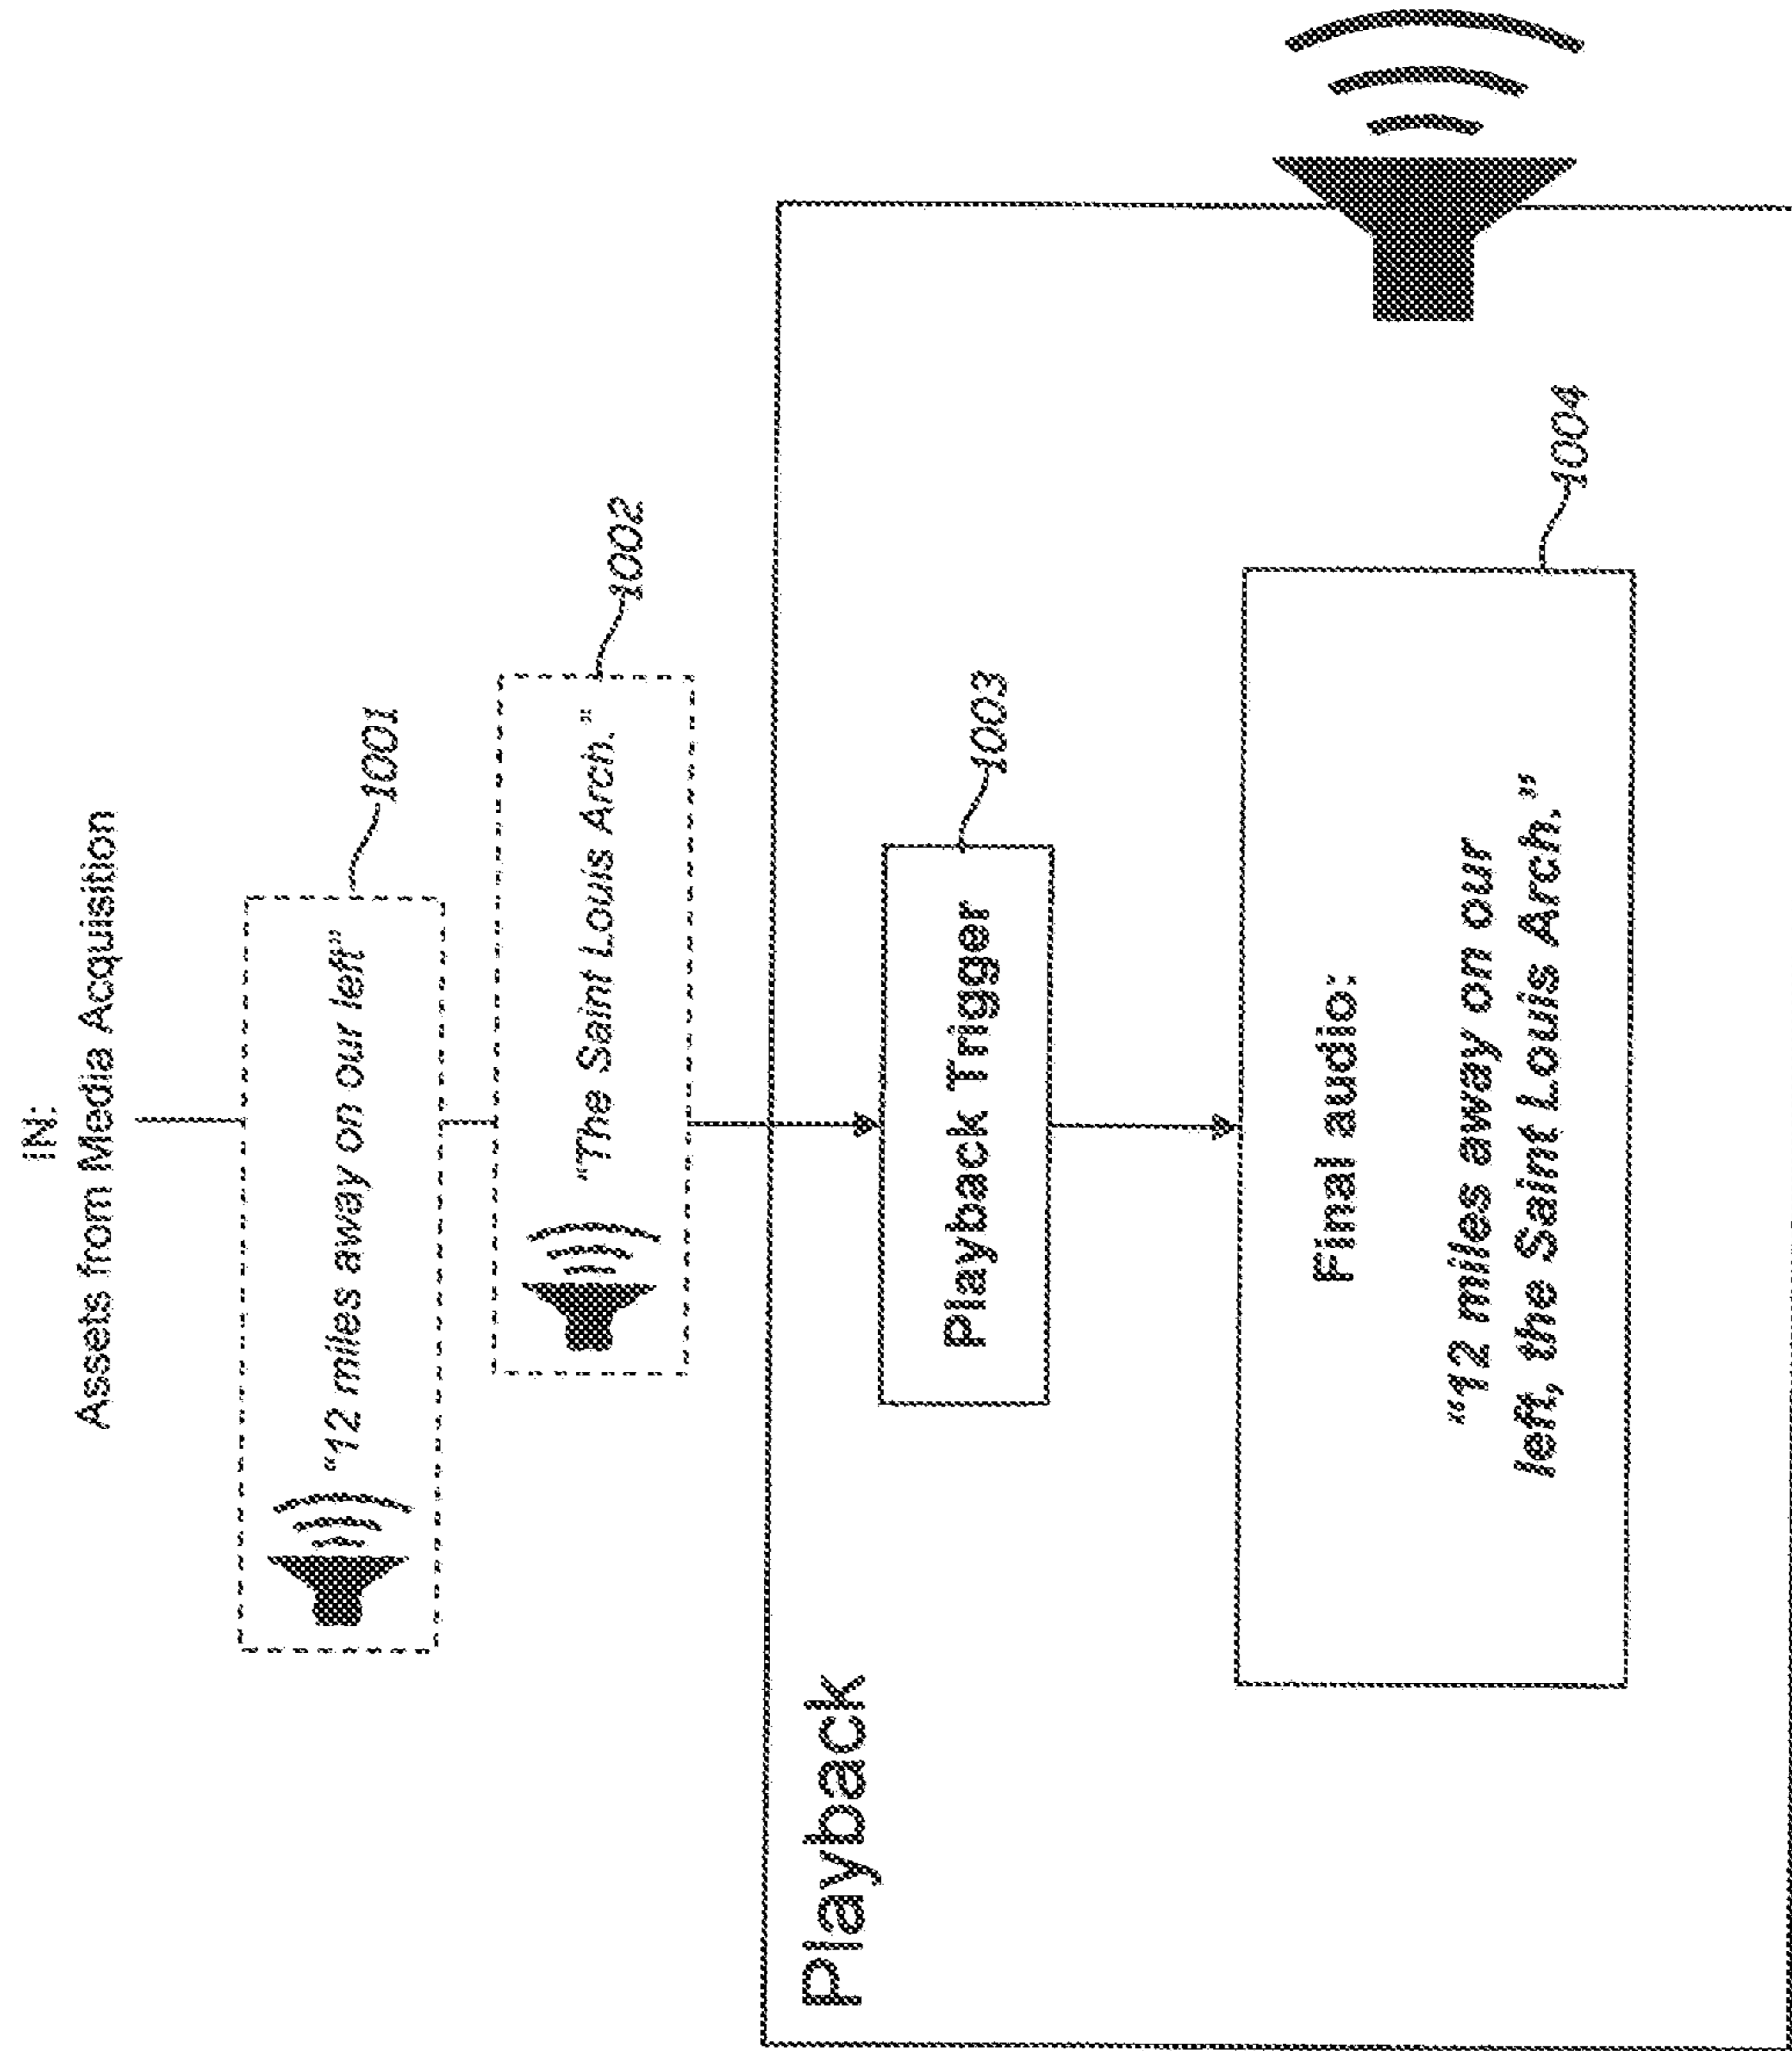 IN:
Assets from Media Acquisition
"12 miles away on our left"
1001
"The Saint Louis Arch."
1002
Playback
Playback Trigger
1003
Final audio:
"12 miles away on our
left, the Saint Louis Arch."
1004